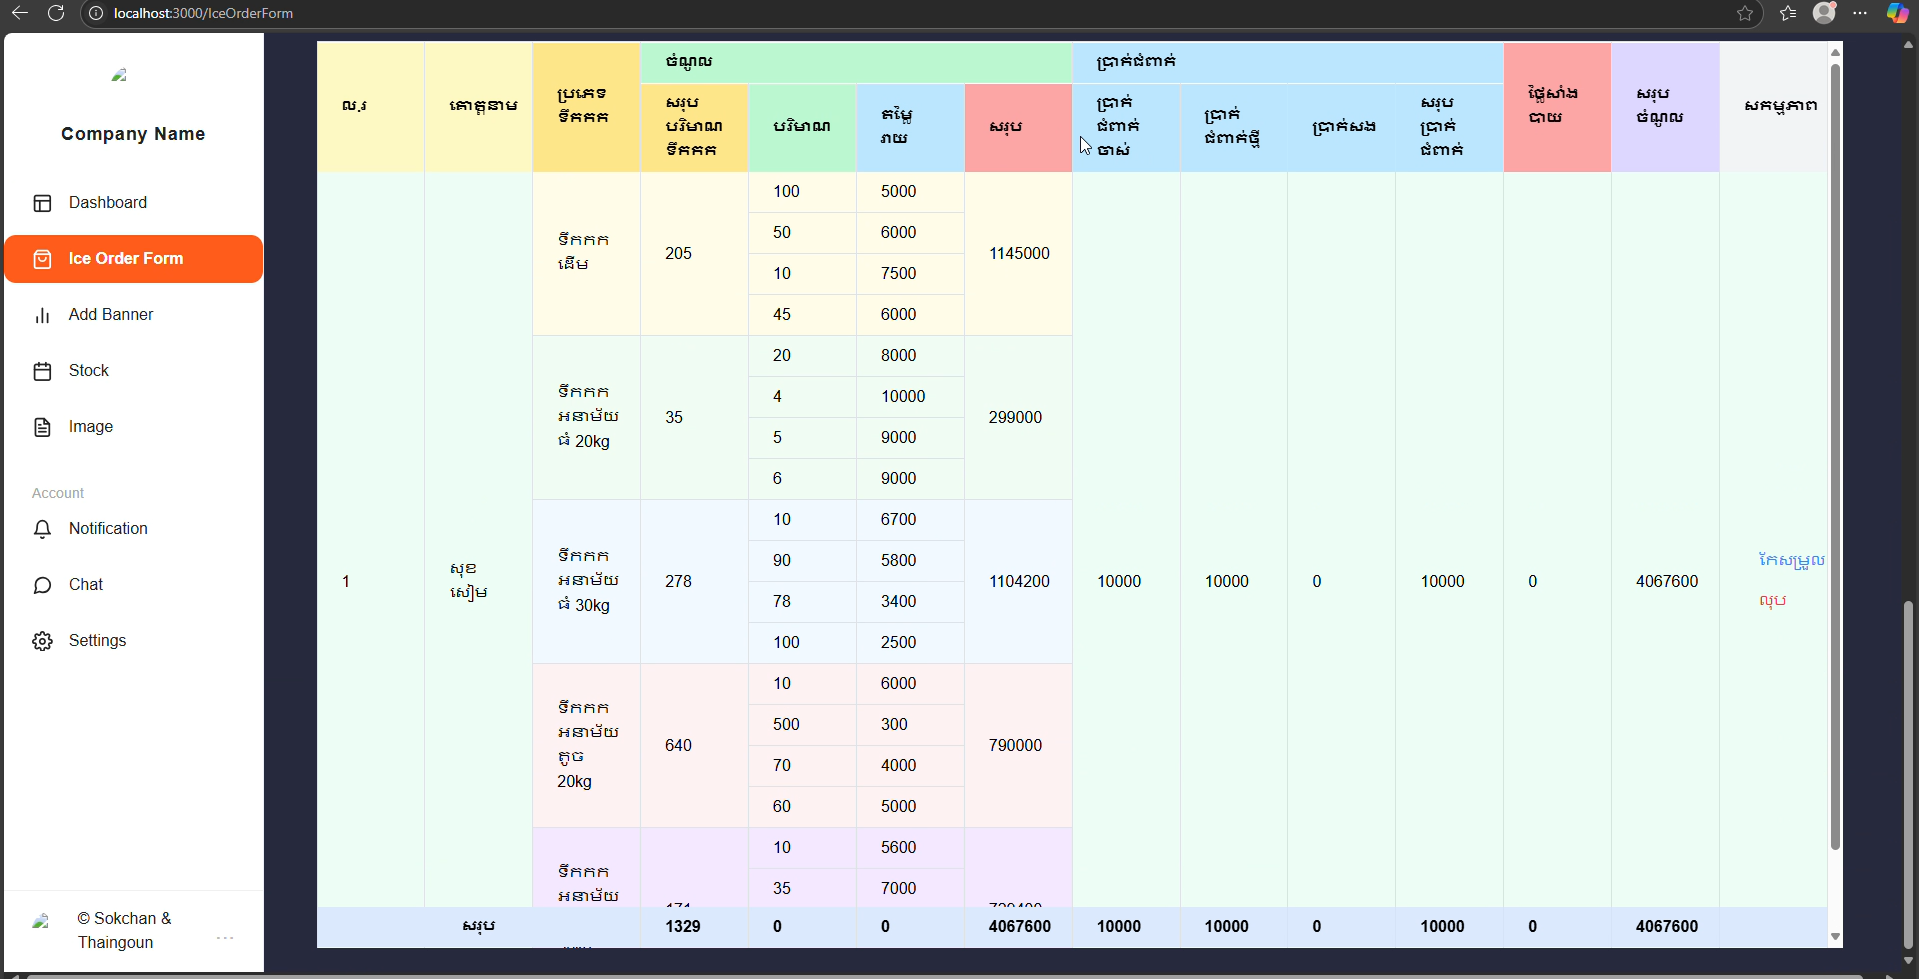 localhost:3000/IceOrderForm
Company Name
Dashboard
Ice Order Form
Add Banner
Stock
Image
Account
Notification
Chat
Settings
© Sokchan &
Thaingoun
ល.រ
គោត្តនាម
ប្រភេទ
ទឹកកក
ចំណូល
ប្រាក់ជំពាក់
ថ្លៃសាំង
បាយ
សរុប
ចំណូល
សកម្មភាព
សរុប
បរិមាណ
ទឹកកក
បរិមាណ
តម្លៃ
រាយ
សរុប
ប្រាក់
ជំពាក់
ចាស់
ប្រាក់
ជំពាក់ថ្មី
ប្រាក់សង
សរុប
ប្រាក់
ជំពាក់
1
សុខ
សៀម
ទឹកកក
ដើម
205
100 5000
50 6000
10 7500
45 6000
1145000
ទឹកកក
អនាម័យ
ធំ 20kg
35
20 8000
4 10000
5 9000
6 9000
299000
ទឹកកក
អនាម័យ
ធំ 30kg
278
10 6700
90 5800
78 3400
100 2500
1104200
ទឹកកក
អនាម័យ
តូច
20kg
640
10 6000
500 300
70 4000
60 5000
790000
ទឹកកក
អនាម័យ
10 5600
35 7000
10000 10000 0 10000 0 4067600
កែសម្រួល
លុប
សរុប 1329 0 0 4067600 10000 10000 0 10000 0 4067600